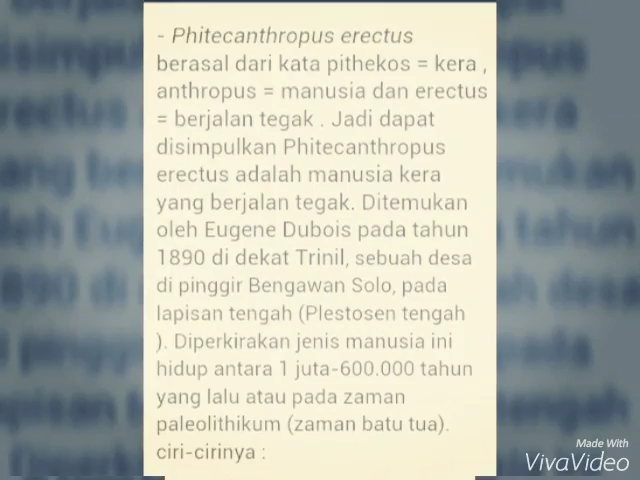 - Phitecanthropus erectus
berasal dari kata pithekos = kera ,
anthropus = manusia dan erectus
= berjalan tegak . Jadi dapat
disimpulkan Phitecanthropus
erectus adalah manusia kera
yang berjalan tegak. Ditemukan
oleh Eugene Dubois pada tahun
1890 di dekat Trinil, sebuah desa
di pinggir Bengawan Solo, pada
lapisan tengah (Plestosen tengah
). Diperkirakan jenis manusia ini
hidup antara 1 juta-600.000 tahun
yang lalu atau pada zaman
paleolithikum (zaman batu tua).
ciri-cirinya :
Made With
VivaVideo